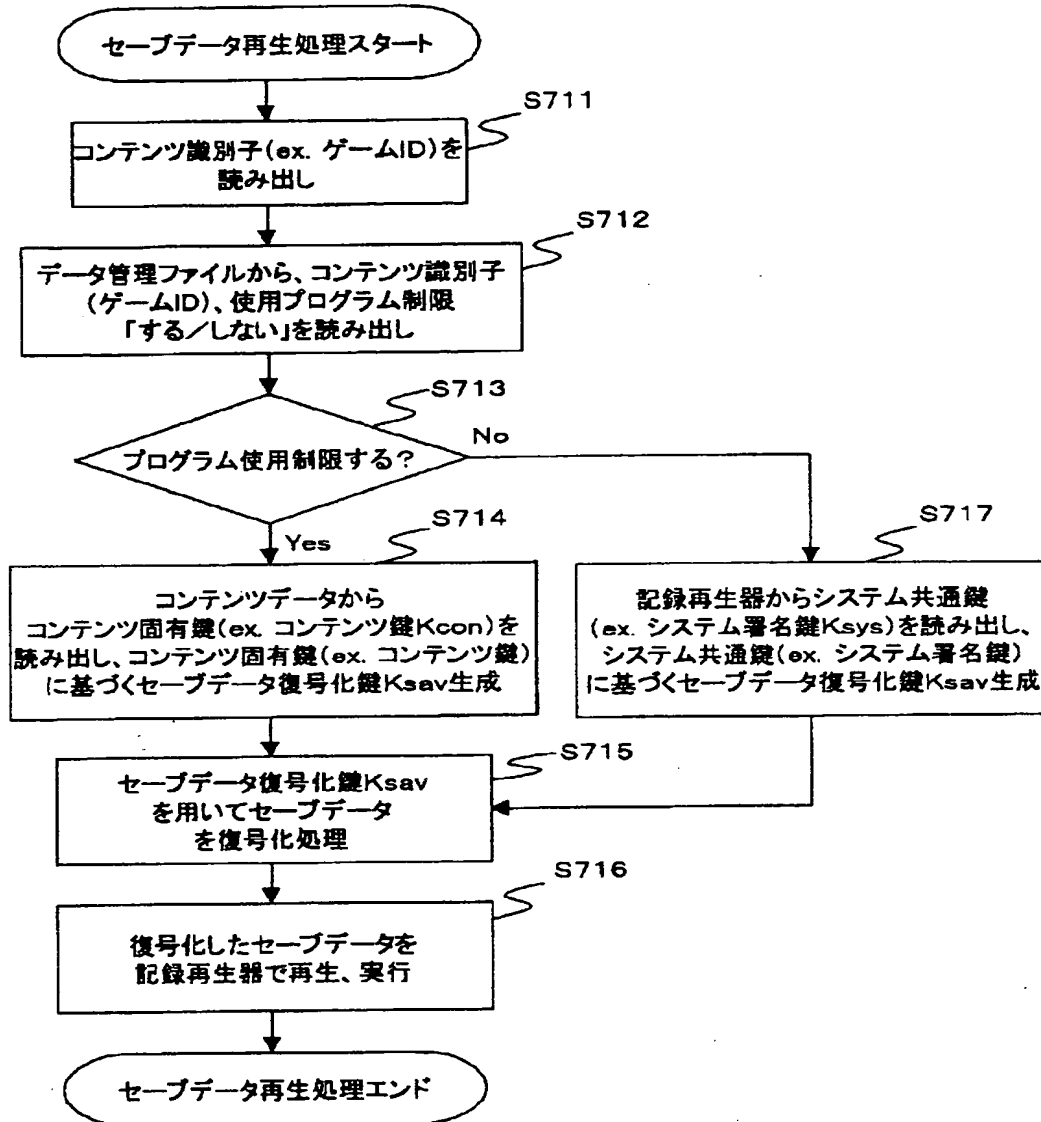 セーブデータ再生処理スタート
S711
コンテンツ識別子(ex. ゲームID)を
読み出し
S712
データ管理ファイルから、コンテンツ識別子
(ゲームID)、使用プログラム制限
「する/しない」を読み出し
S713
プログラム使用制限する?
No
Yes
S714
コンテンツデータから
コンテンツ固有鍵(ex. コンテンツ鍵Kcon)を
読み出し、コンテンツ固有鍵(ex. コンテンツ鍵)
に基づくセーブデータ復号化鍵Ksav生成
S717
記録再生器からシステム共通鍵
(ex. システム署名鍵Ksys)を読み出し、
システム共通鍵(ex. システム署名鍵)
に基づくセーブデータ復号化鍵Ksav生成
S715
セーブデータ復号化鍵Ksav
を用いてセーブデータ
を復号化処理
S716
復号化したセーブデータを
記録再生器で再生、実行
セーブデータ再生処理エンド